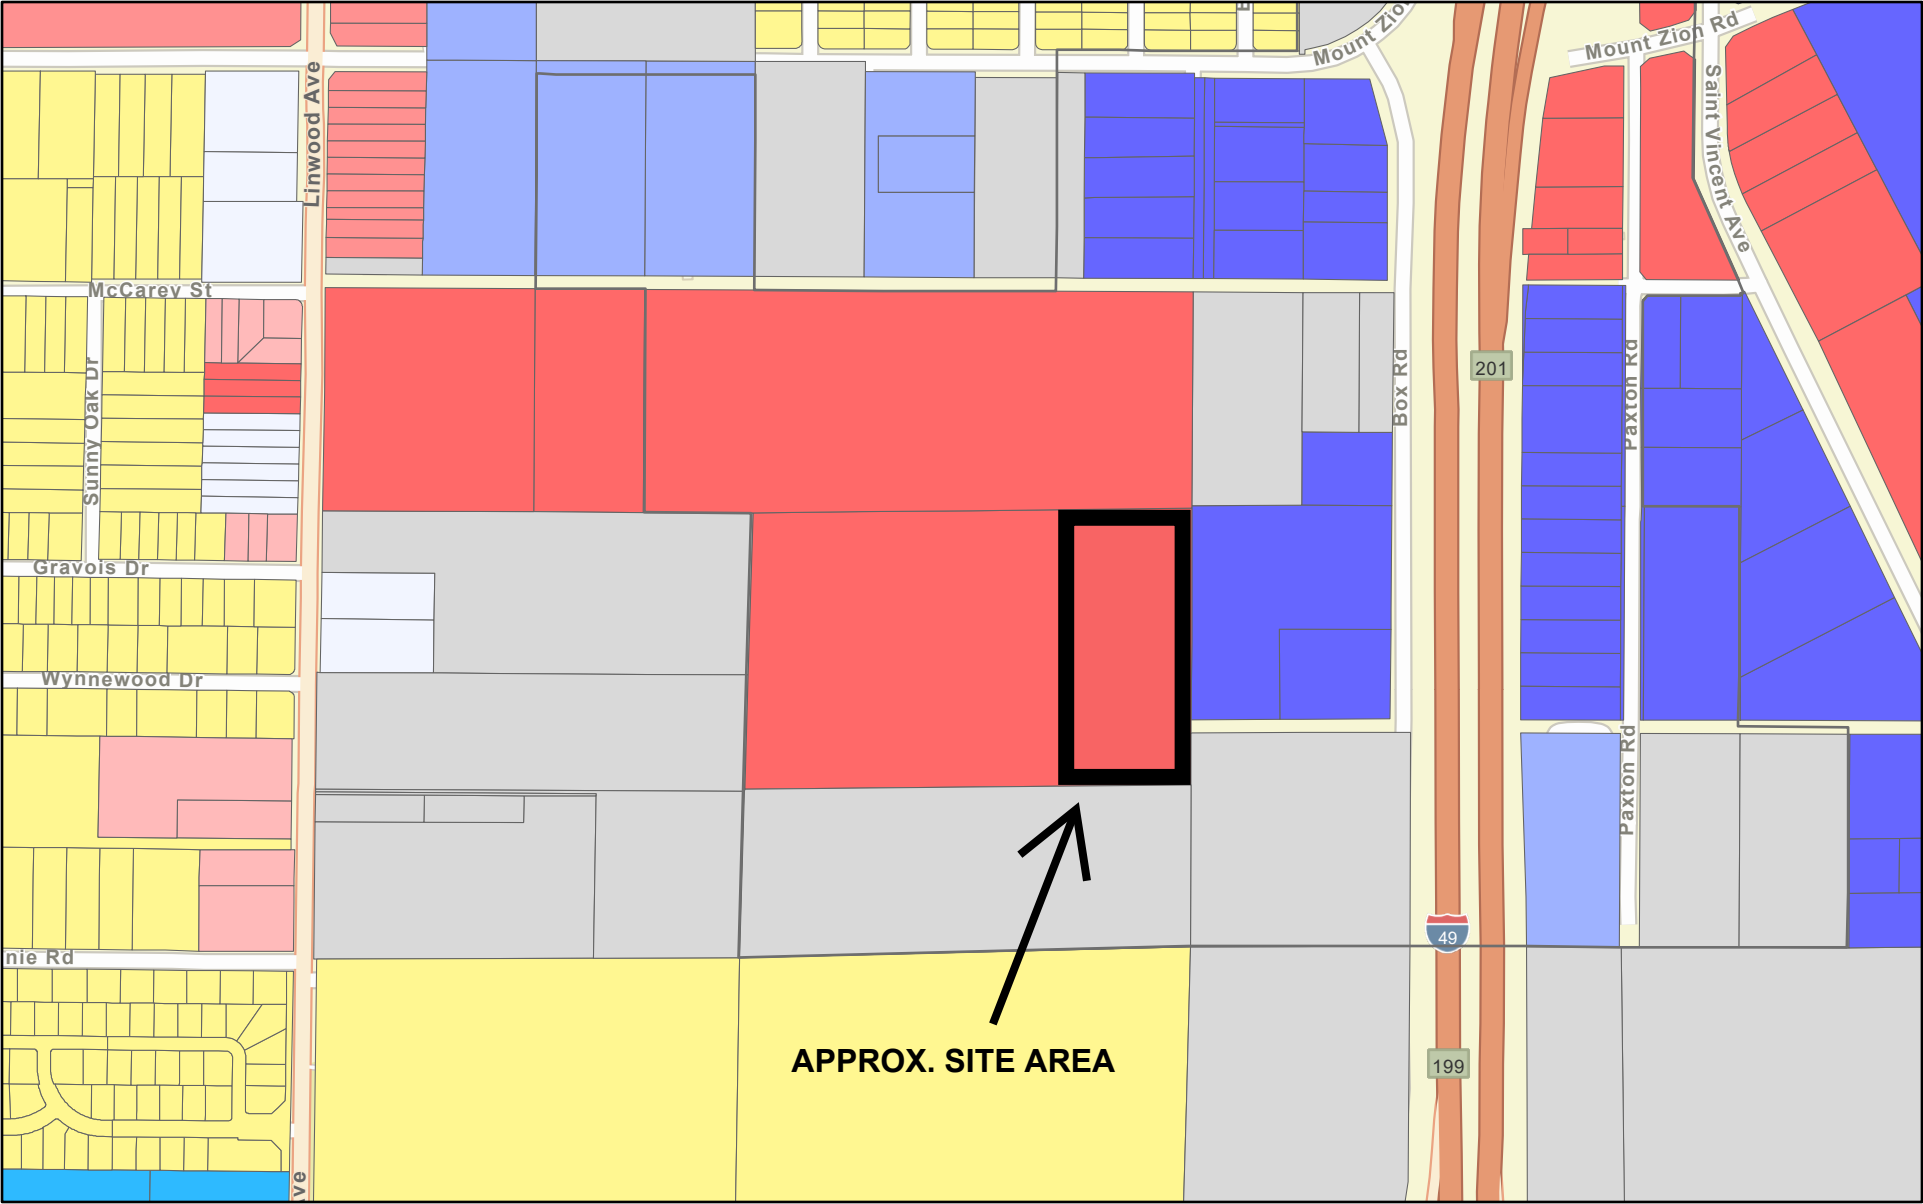 Mount Zion
Mount Zion Rd
Linwood Ave
Saint Vincent Ave
McCarey St
Sunny Oak Dr
Box Rd
201
Paxton Rd
Gravois Dr
Wynnewood Dr
Paxton Rd
49
nie Rd
APPROX. SITE AREA
199
ve